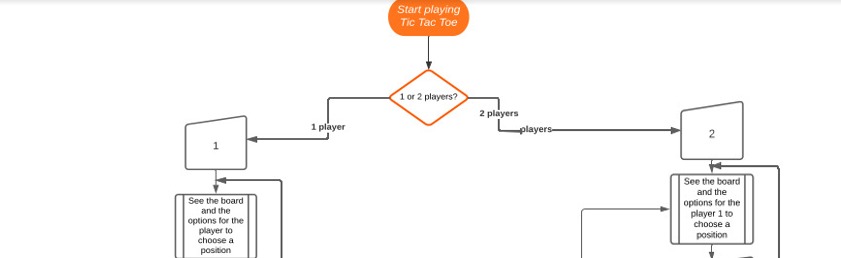 Start playing
Tic Tac Toe
1 or 2 players?
1 player
2 players
players
1
2
See the board
and the
options for the
player to
choose a
position
See the board
and the
options for the
player 1 to
choose a
position